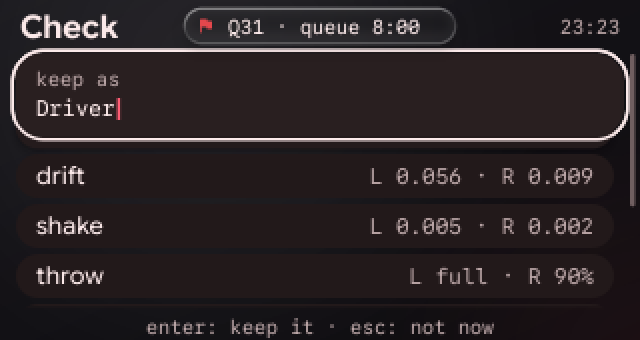 Check
Q31 · queue 8:00
23:23
keep as
Driver
drift L 0.056 · R 0.009
shake L 0.005 · R 0.002
throw L full · R 90%
enter: keep it · esc: not now